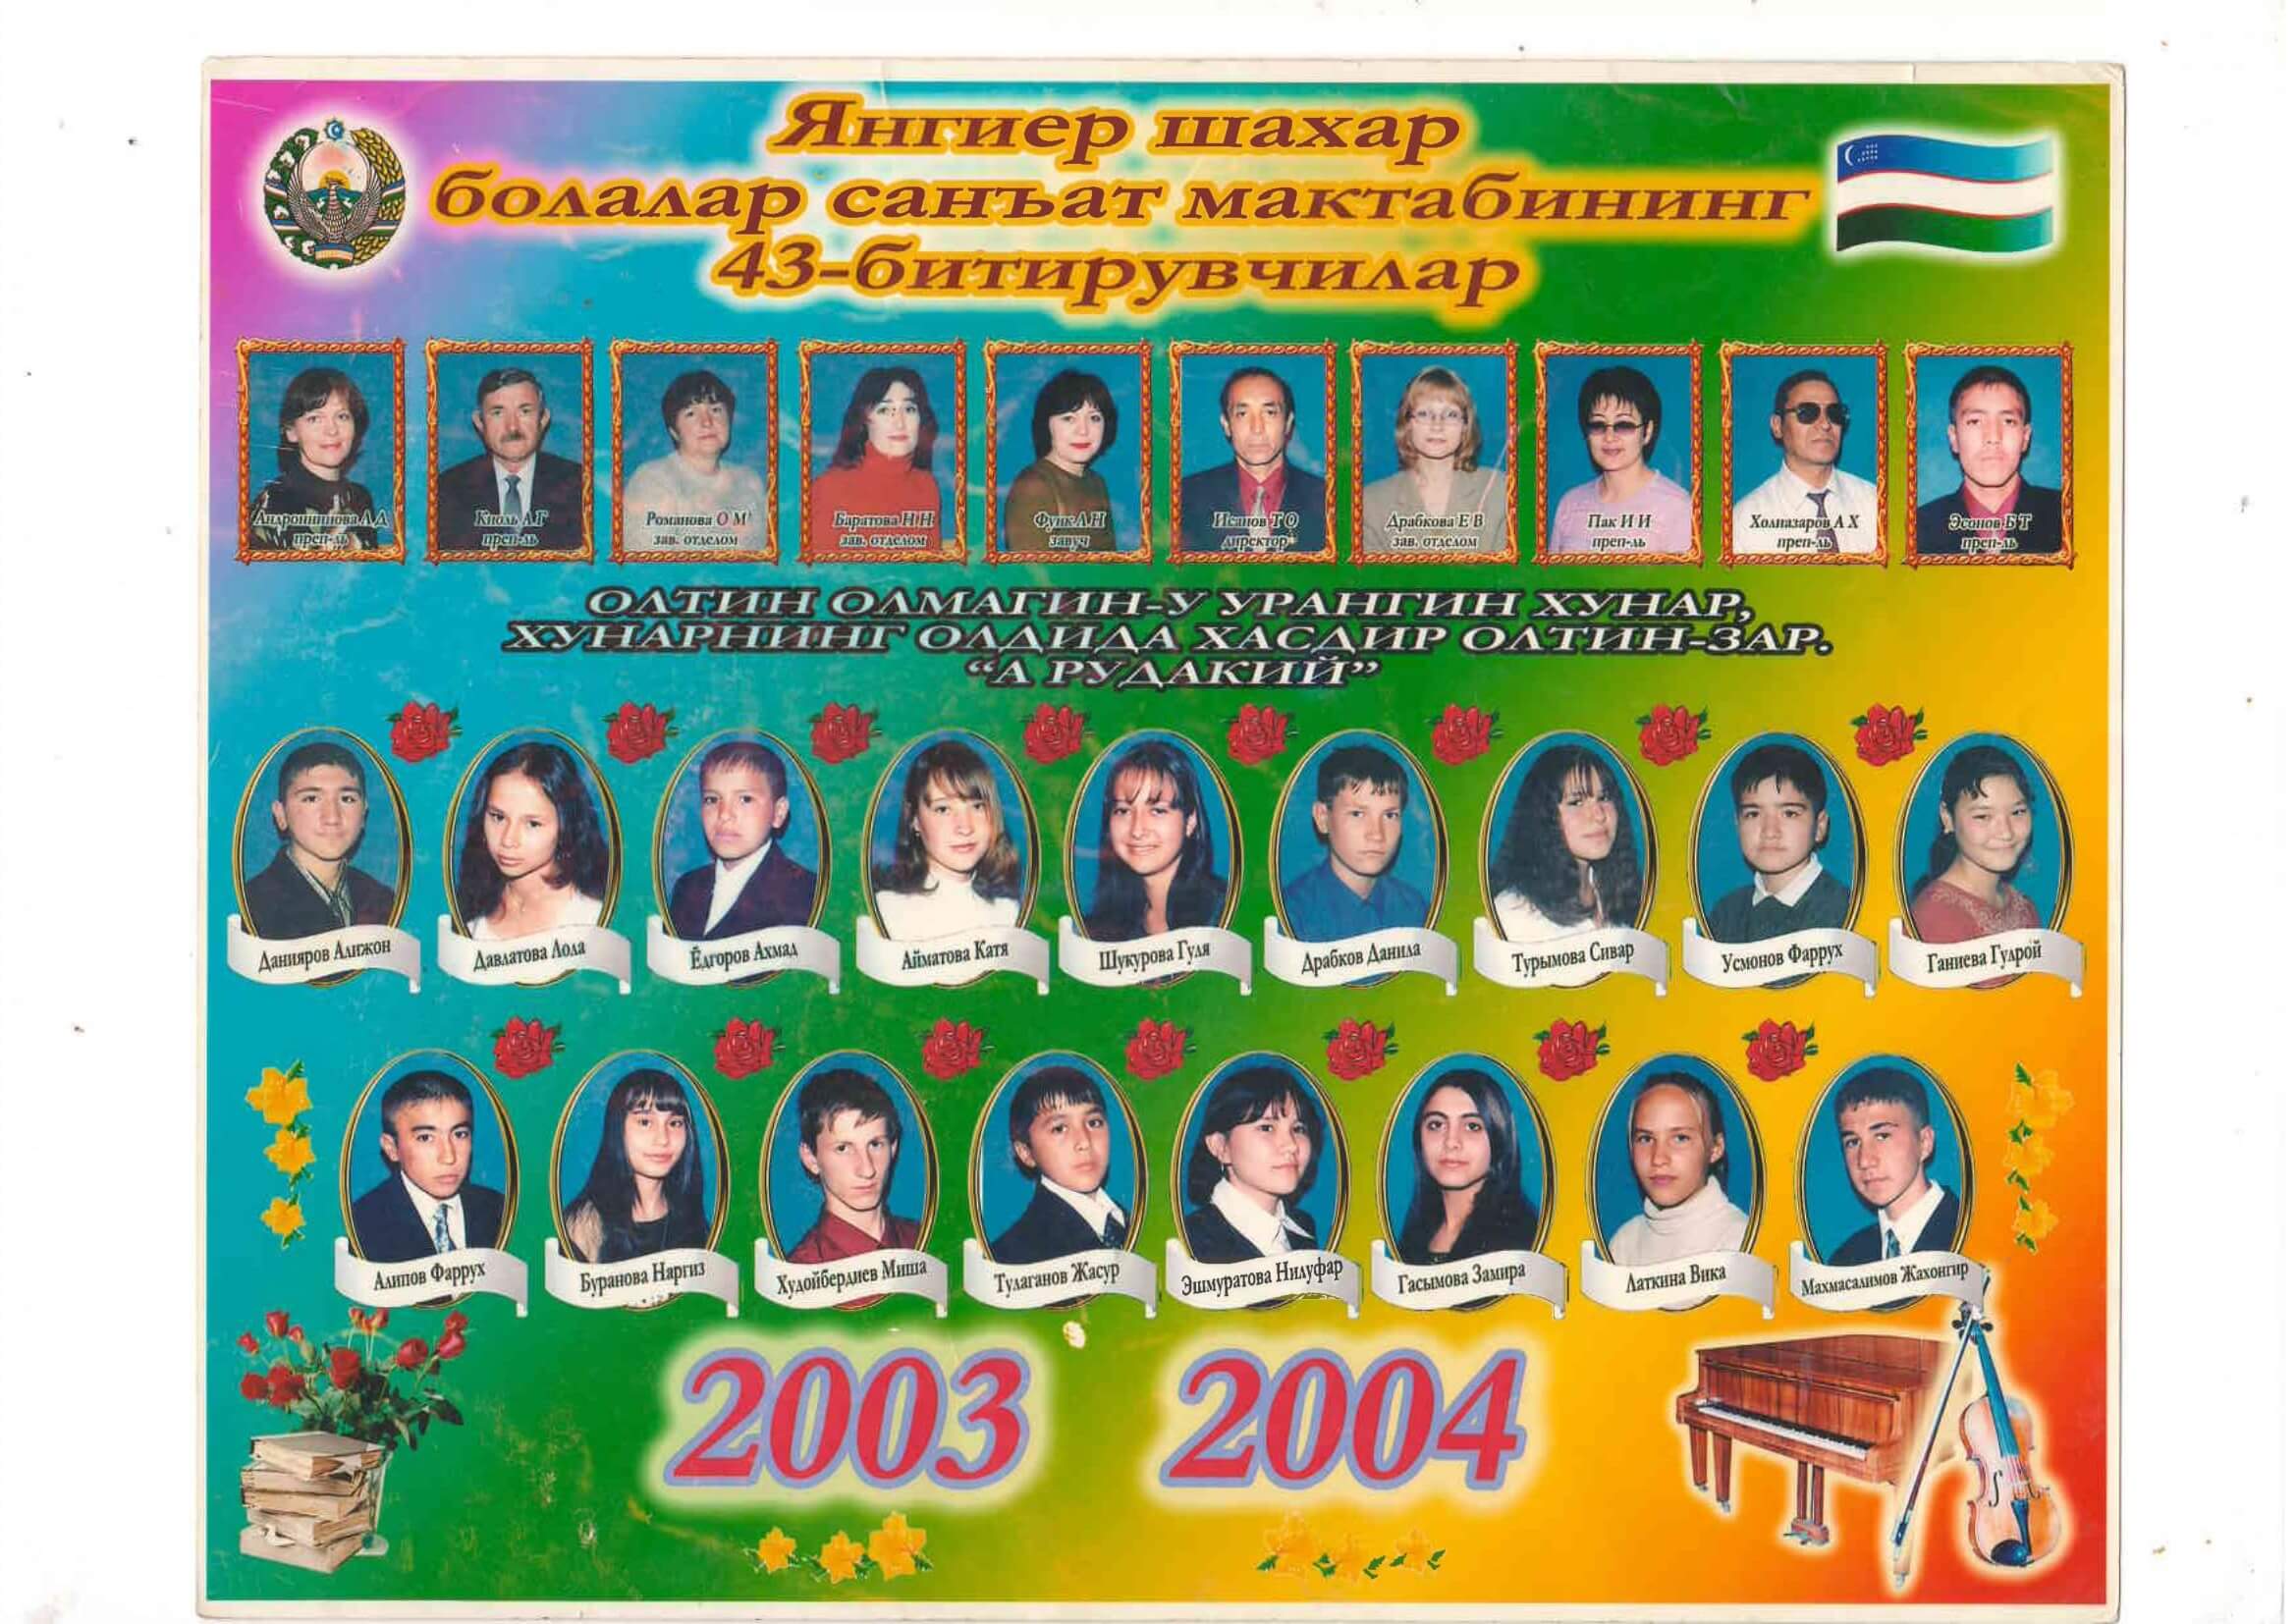 Янгиер шахар
болалар санъат мактабининг
43-битирувчилар
Андронникова А Д
преп-ль
Кноль А Г
преп-ль
Романова О М
зав. отделом
Баратова Н Н
зав. отделом
Функ А Н
завуч
Исанов Т О
директор
Драбкова Е В
зав. отделом
Пак И И
преп-ль
Холназаров А Х
преп-ль
Эсонов Б Т
преп-ль
ОЛТИН ОЛМАГИН-У УРАНГИН ХУНАР,
ХУНАРНИНГ ОЛДИДА ХАСДИР ОЛТИН-ЗАР.
“А РУДАКИЙ”
Данияров Алижон
Давлатова Лола
Ёдгоров Ахмад
Айматова Катя
Шукурова Гуля
Драбков Данила
Турымова Сивар
Усмонов Фаррух
Ганиева Гулрой
Алипов Фаррух
Буранова Наргиз
Худойбердиев Миша
Тулаганов Жасур
Эшмуратова Нилуфар
Гасымова Замира
Латкина Вика
Махмасалимов Жахонгир
2003 2004